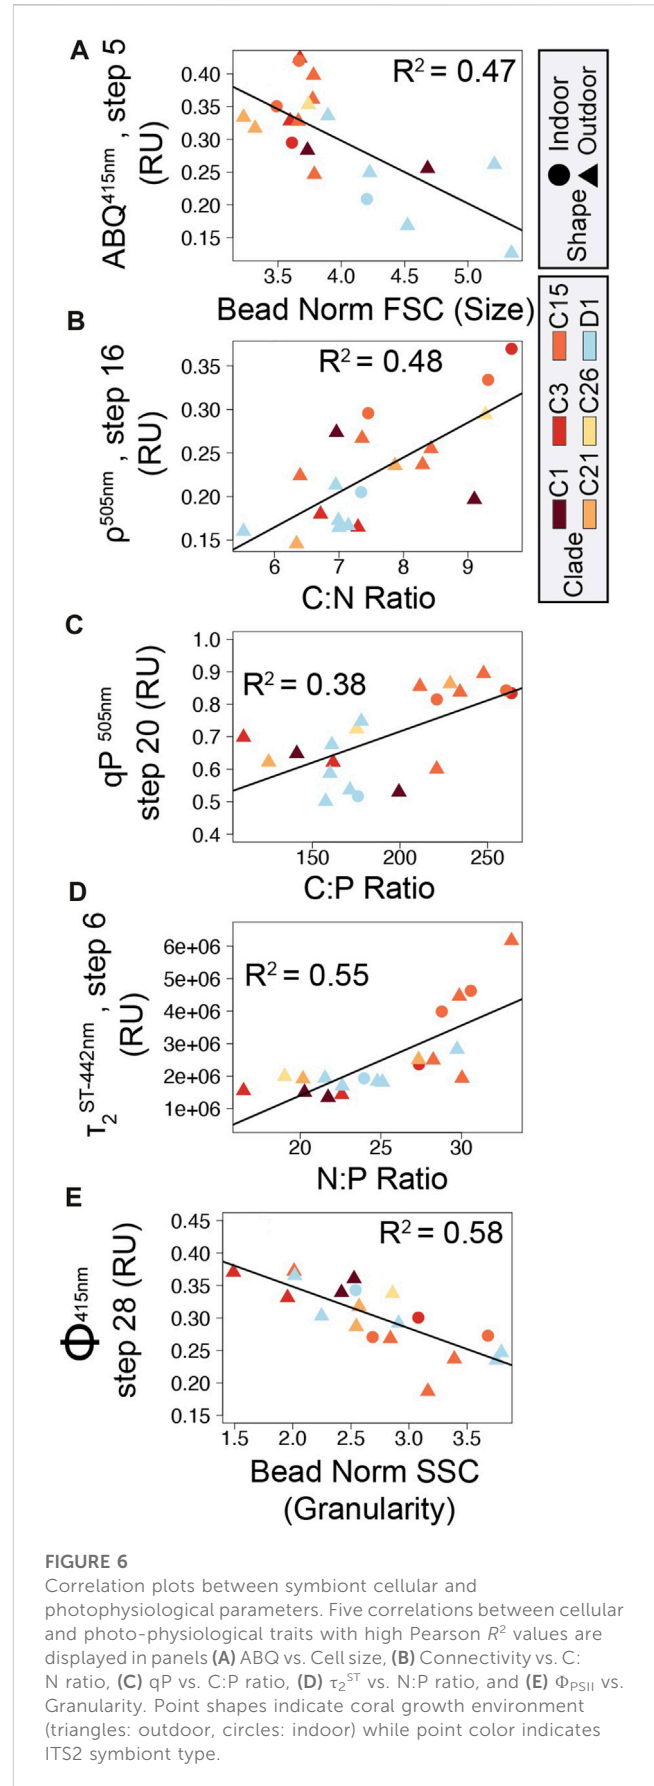 A
ABQ415nm, step 5
(RU)
R2 = 0.47
0.40
0.35
0.30
0.25
0.20
0.15
3.5 4.0 4.5 5.0
Bead Norm FSC (Size)
Shape
Indoor
Outdoor
B
ρ505nm, step 16
(RU)
R2 = 0.48
0.35
0.30
0.25
0.20
0.15
6 7 8 9
C:N Ratio
Clade
C1 C3 C15
C21 C26 D1
C
qP 505nm
step 20 (RU)
R2 = 0.38
1.0
0.9
0.8
0.7
0.6
0.5
0.4
150 200 250
C:P Ratio
D
τ2ST-442nm, step 6
(RU)
R2 = 0.55
6e+06
5e+06
4e+06
3e+06
2e+06
1e+06
20 25 30
N:P Ratio
E
Φ415nm
step 28 (RU)
R2 = 0.58
0.45
0.40
0.35
0.30
0.25
0.20
0.15
1.5 2.0 2.5 3.0 3.5
Bead Norm SSC
(Granularity)
FIGURE 6
Correlation plots between symbiont cellular and
photophysiological parameters. Five correlations between cellular
and photo-physiological traits with high Pearson R2 values are
displayed in panels (A) ABQ vs. Cell size, (B) Connectivity vs. C:
N ratio, (C) qP vs. C:P ratio, (D) τ2ST vs. N:P ratio, and (E) ΦPSII vs.
Granularity. Point shapes indicate coral growth environment
(triangles: outdoor, circles: indoor) while point color indicates
ITS2 symbiont type.